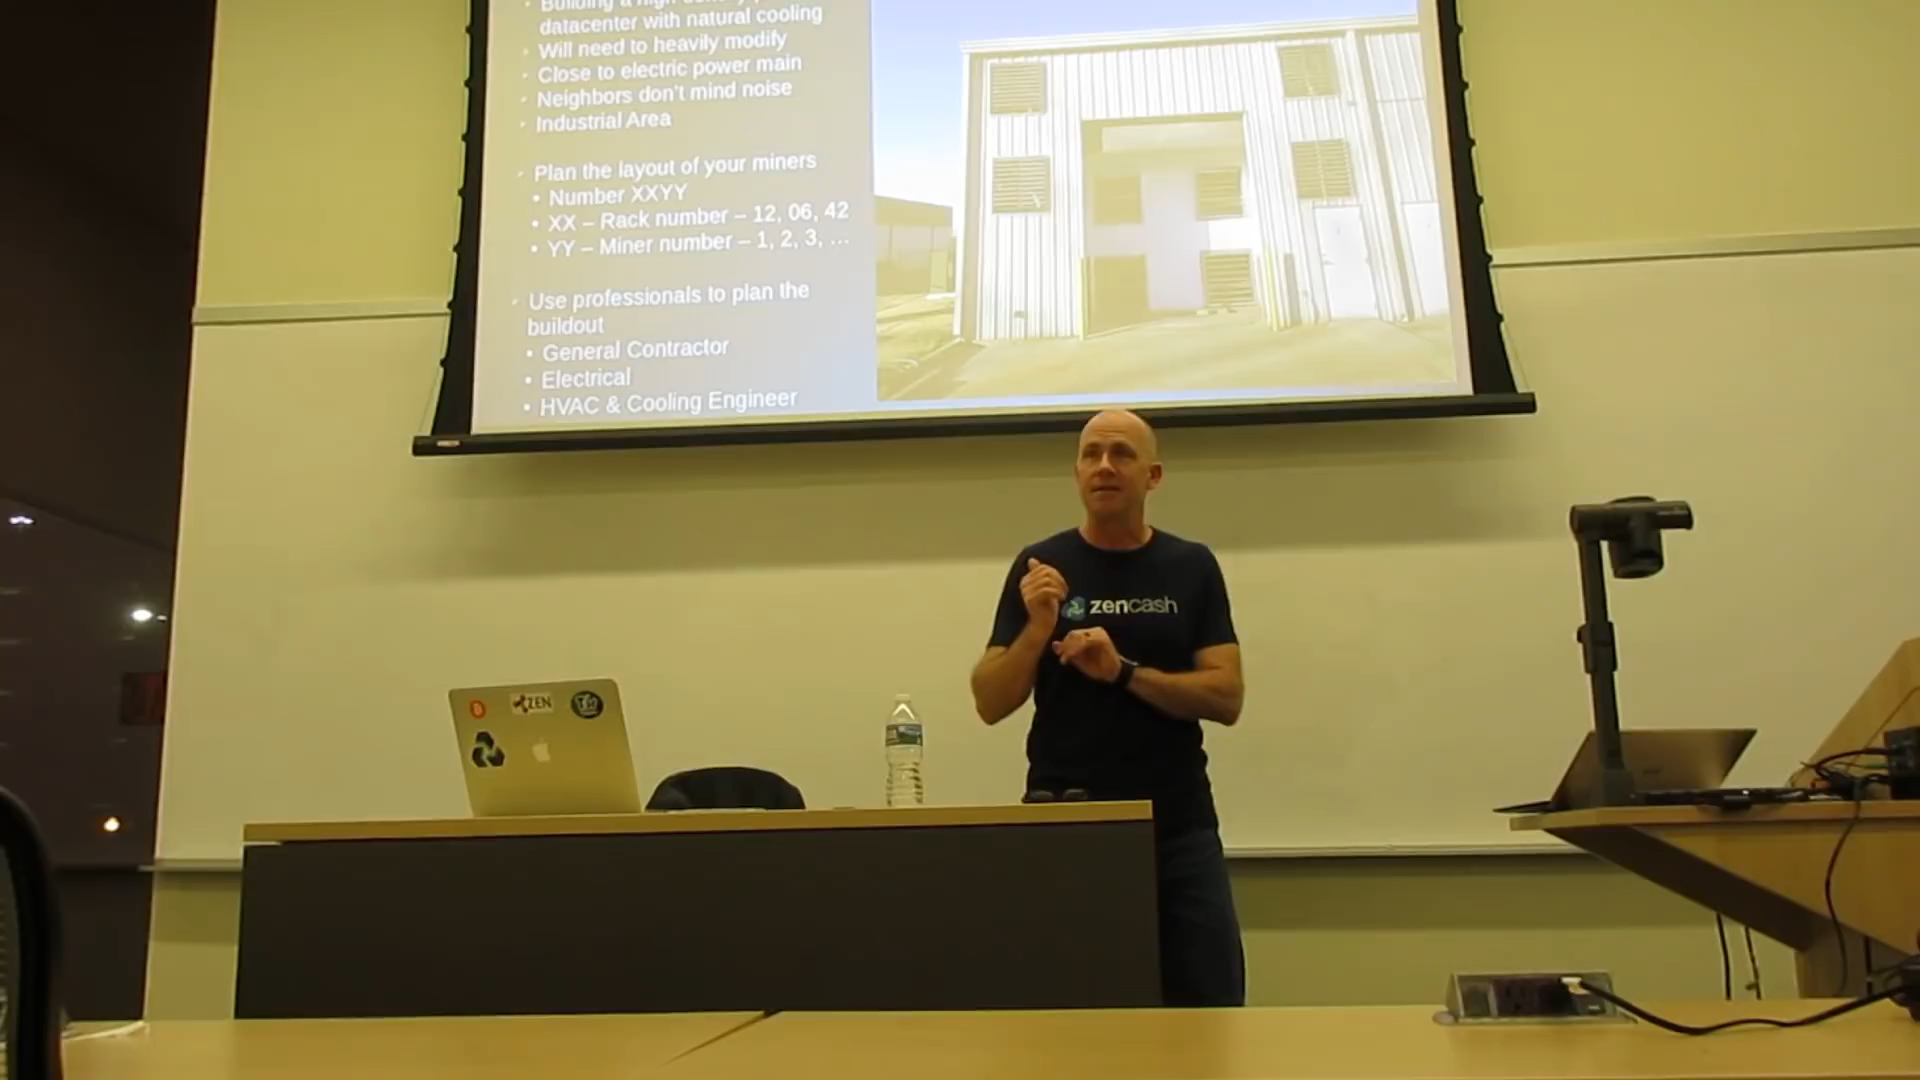 Building a high
datacenter with natural cooling
Will need to heavily modify
Close to electric power main
Neighbors don't mind noise
Industrial Area
Plan the layout of your miners
Number XXYY
XX – Rack number – 12, 06, 42
YY – Miner number – 1, 2, 3, …
Use professionals to plan the
buildout
General Contractor
Electrical
HVAC & Cooling Engineer
zencash
ZEN